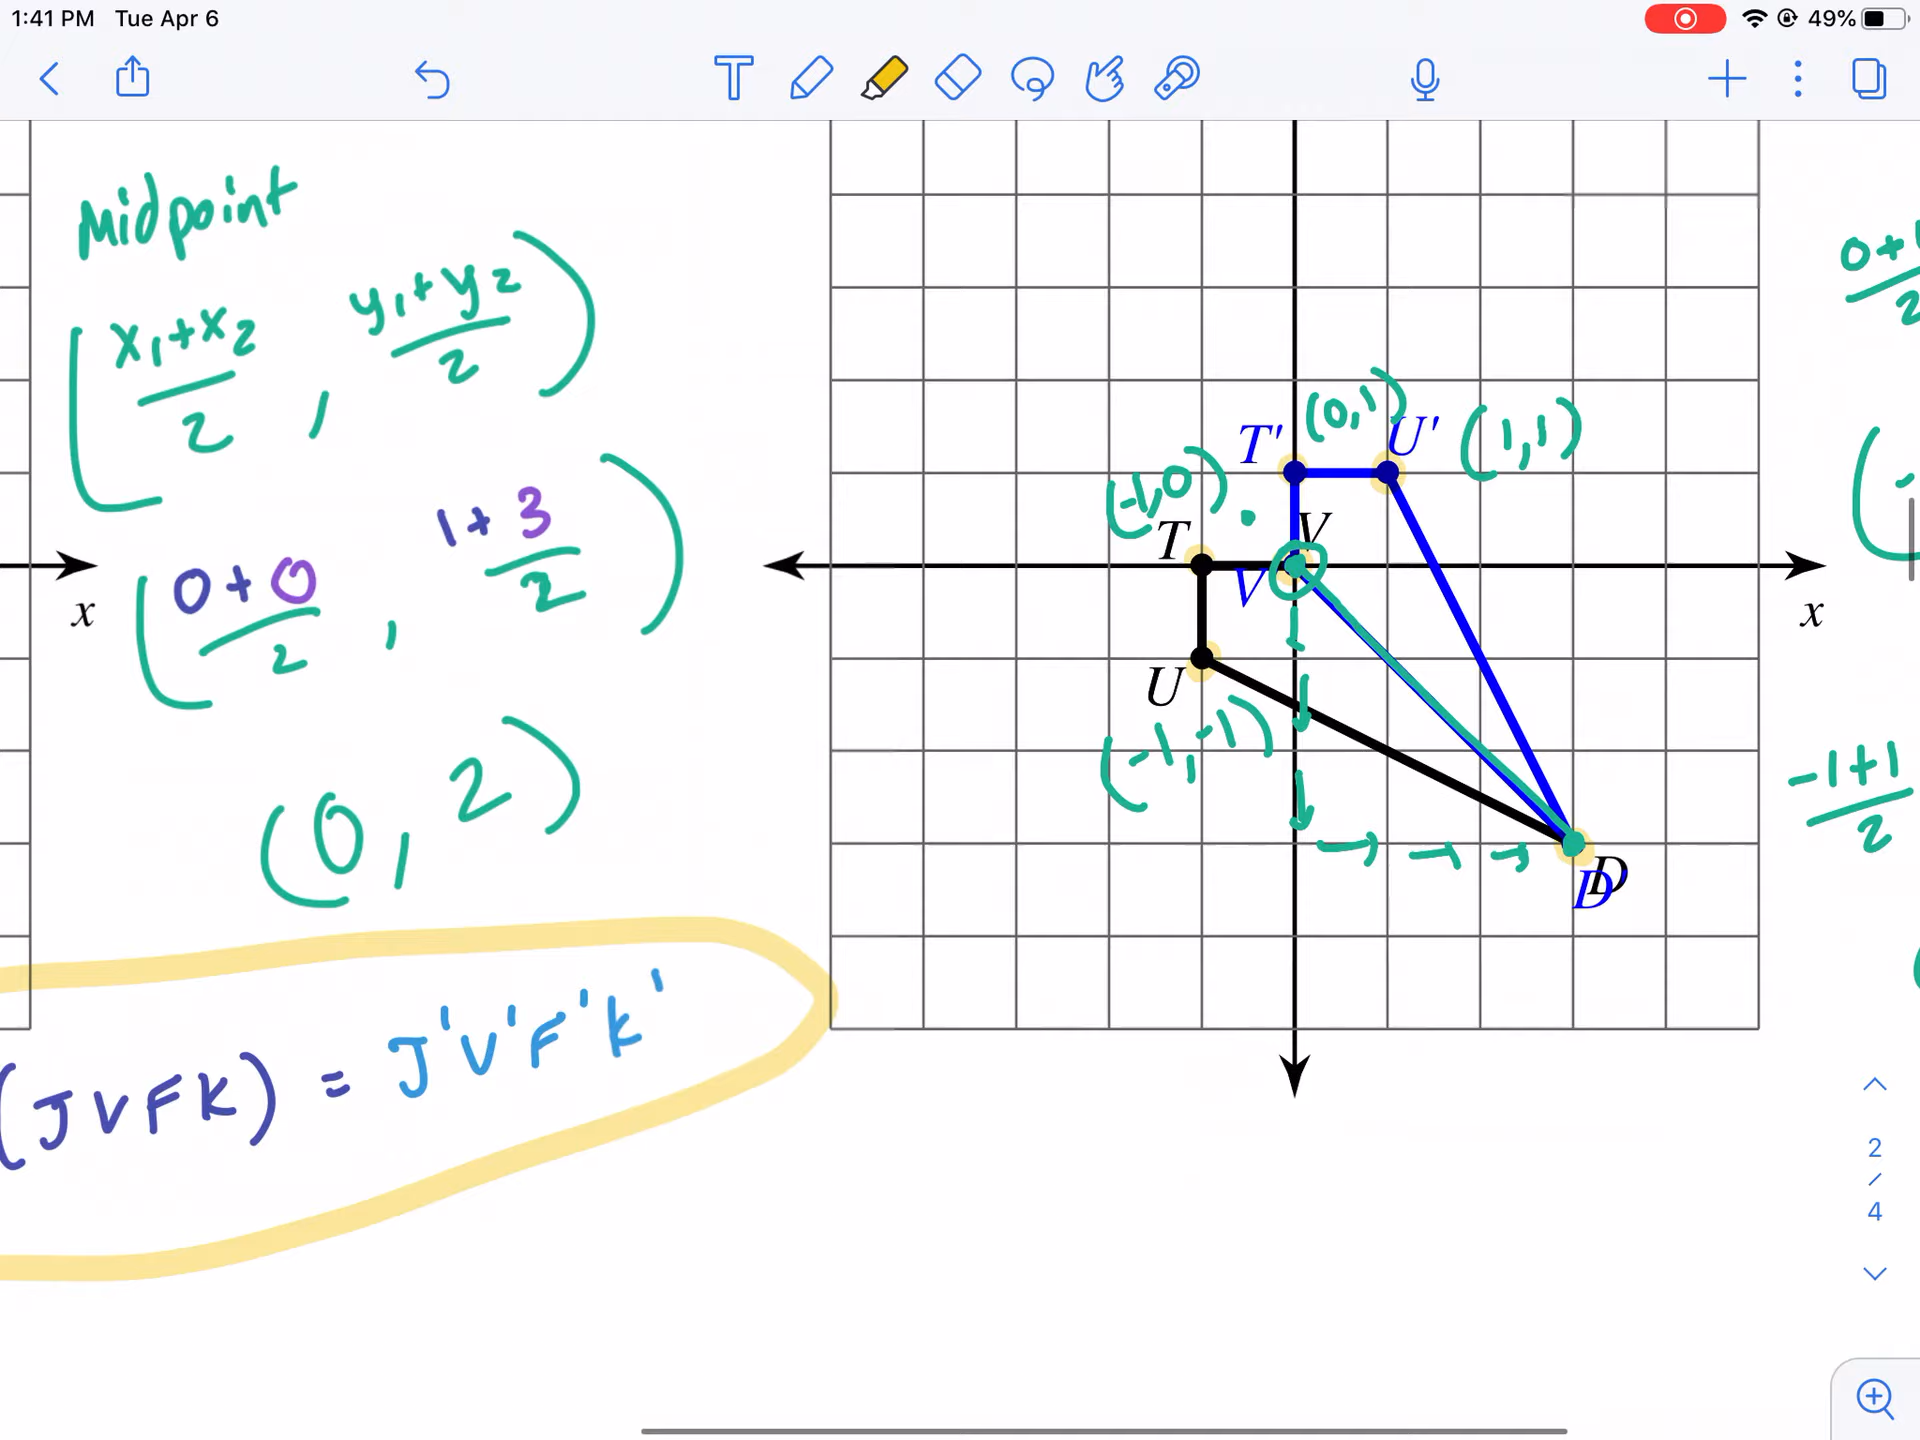 1:41 PM Tue Apr 6
49%
Midpoint
(x₁+x₂/2, y₁+y₂/2)
(0+0/2, 1+3/2)
(0, 2)
(JVFK) = J'V'F'K'
x
(0,1)
T'
U'
(1,1)
(-1,0)
T
V
V
U
(-1,-1)
D
D
x
0+
2
-1+1
2
2
/
4